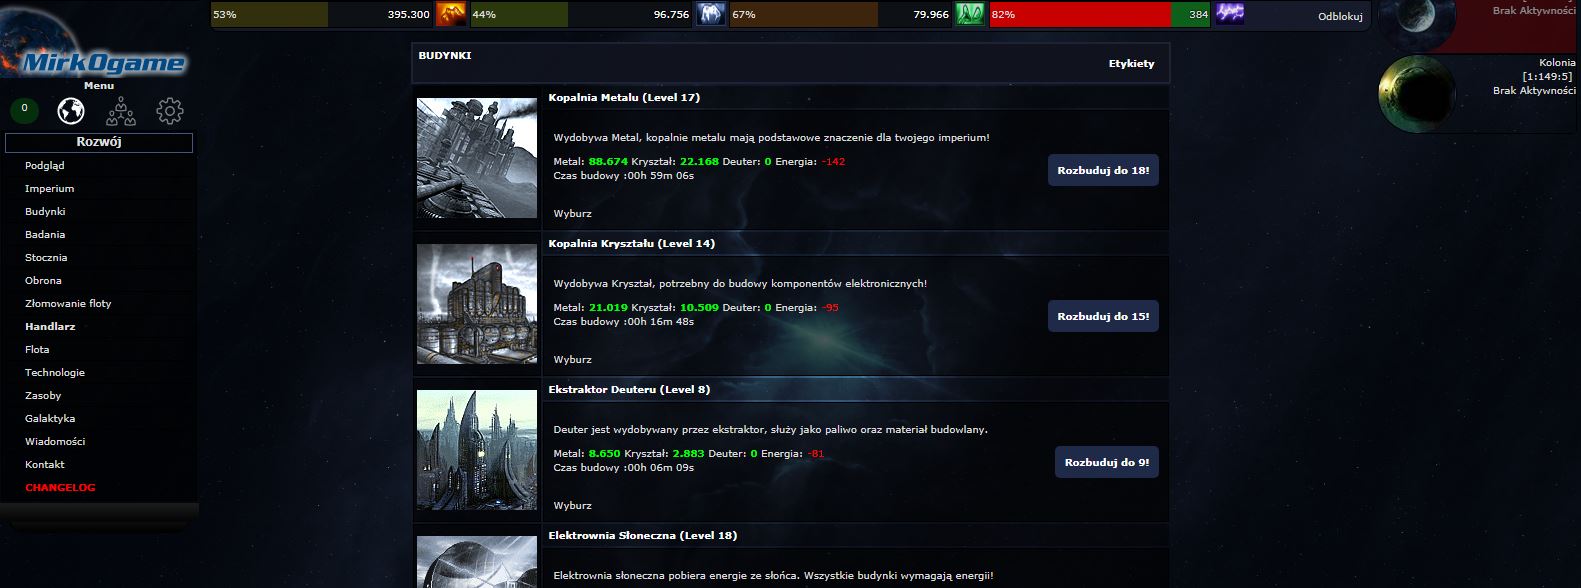 53%
395.300
44%
96.756
67%
79.966
82%
384
Odblokuj
Brak Aktywności
Kolonia
[1:149:5]
Brak Aktywności
MirkOgame
Menu
0
Rozwój
Podgląd
Imperium
Budynki
Badania
Stocznia
Obrona
Złomowanie floty
Handlarz
Flota
Technologie
Zasoby
Galaktyka
Wiadomości
Kontakt
CHANGELOG
BUDYNKI
Etykiety
Kopalnia Metalu (Level 17)
Wydobywa Metal, kopalnie metalu mają podstawowe znaczenie dla twojego imperium!
Metal: 88.674 Kryształ: 22.168 Deuter: 0 Energia: -142
Czas budowy :00h 59m 06s
Rozbuduj do 18!
Wyburz
Kopalnia Kryształu (Level 14)
Wydobywa Kryształ, potrzebny do budowy komponentów elektronicznych!
Metal: 21.019 Kryształ: 10.509 Deuter: 0 Energia: -95
Czas budowy :00h 16m 48s
Rozbuduj do 15!
Wyburz
Ekstraktor Deuteru (Level 8)
Deuter jest wydobywany przez ekstraktor, służy jako paliwo oraz materiał budowlany.
Metal: 8.650 Kryształ: 2.883 Deuter: 0 Energia: -81
Czas budowy :00h 06m 09s
Rozbuduj do 9!
Wyburz
Elektrownia Słoneczna (Level 18)
Elektrownia słoneczna pobiera energie ze słońca. Wszystkie budynki wymagają energii!